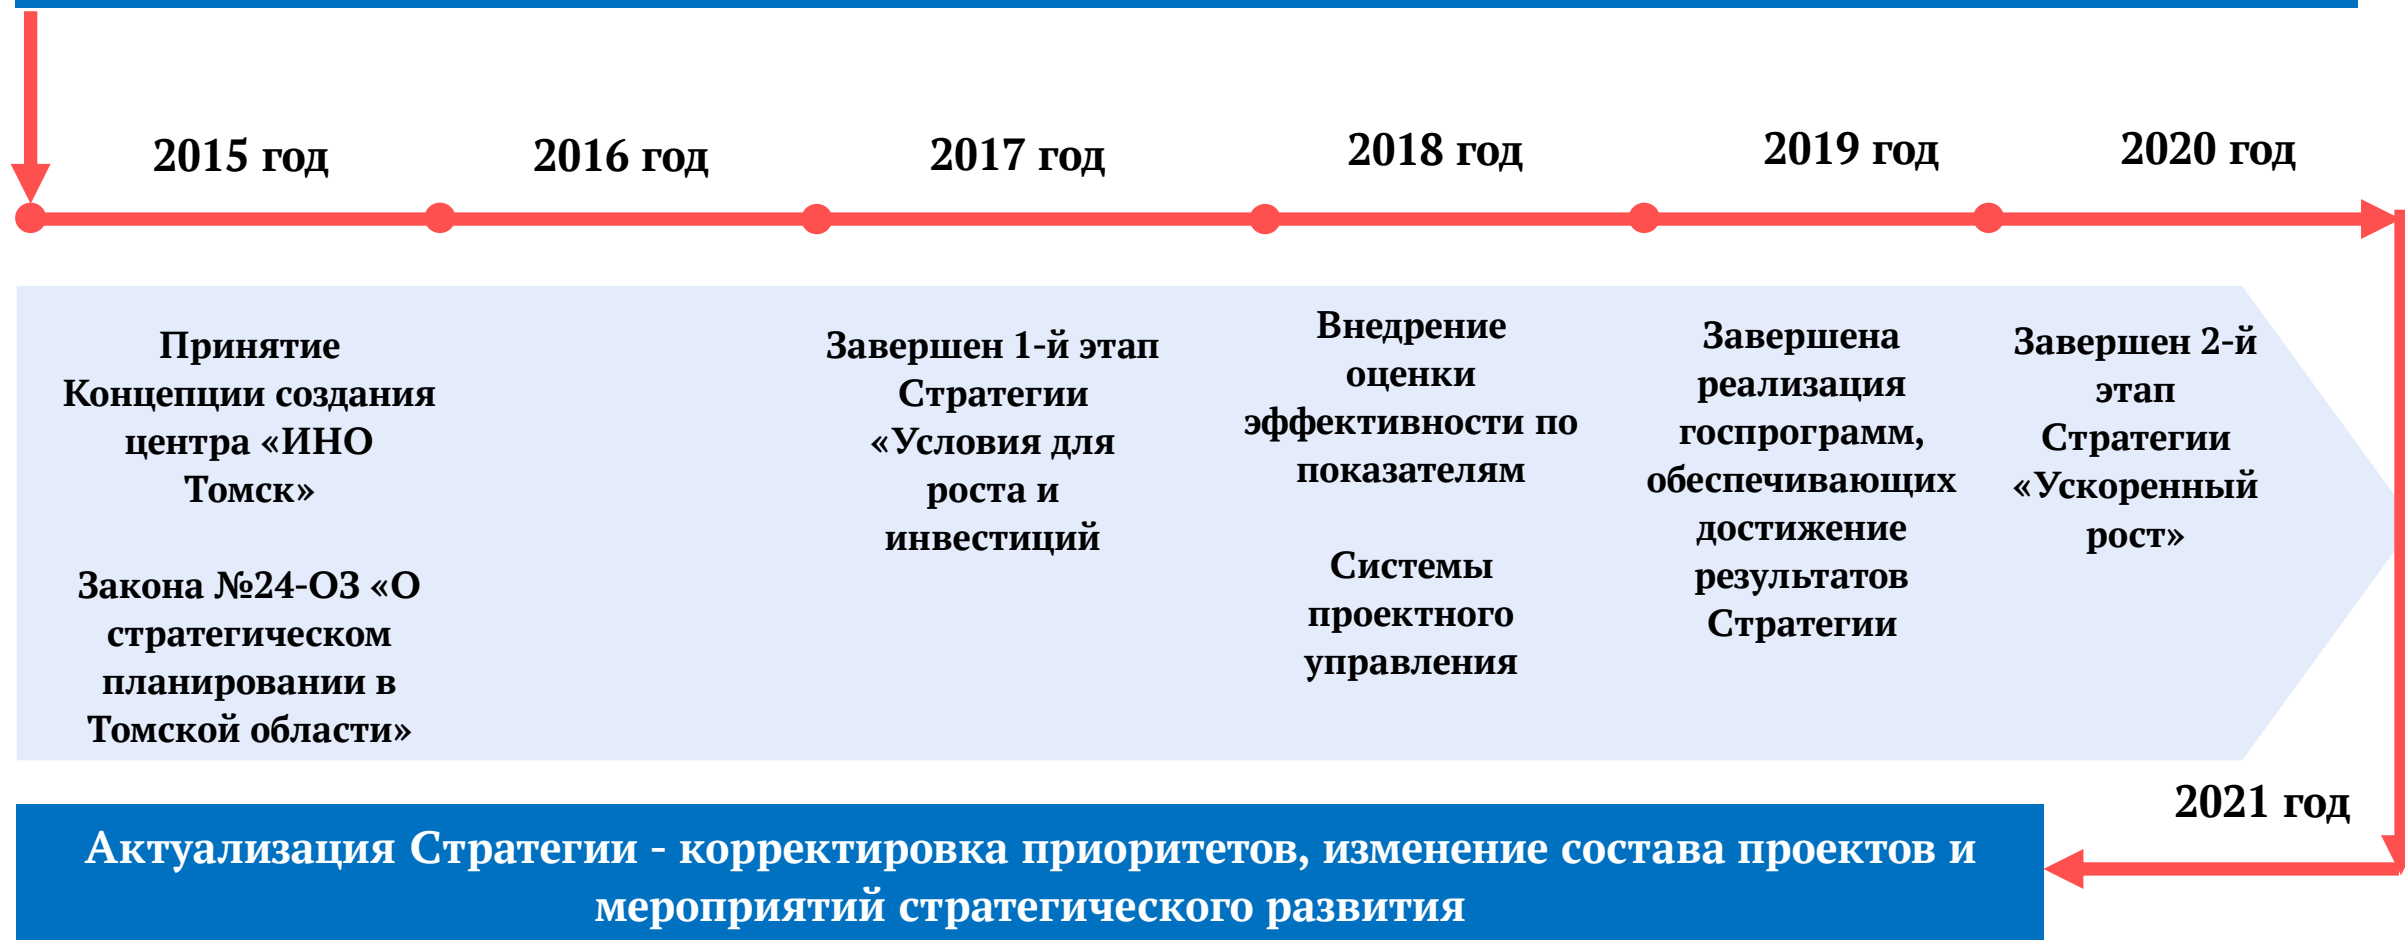 2015 год
2016 год
2017 год
2018 год
2019 год
2020 год
Принятие
Концепции создания
центра «ИНО
Томск»
Закона №24-ОЗ «О
стратегическом
планировании в
Томской области»
Завершен 1-й этап
Стратегии
«Условия для
роста и
инвестиций
Внедрение
оценки
эффективности по
показателям
Системы
проектного
управления
Завершена
реализация
госпрограмм,
обеспечивающих
достижение
результатов
Стратегии
Завершен 2-й
этап
Стратегии
«Ускоренный
рост»
2021 год
Актуализация Стратегии - корректировка приоритетов, изменение состава проектов и
мероприятий стратегического развития